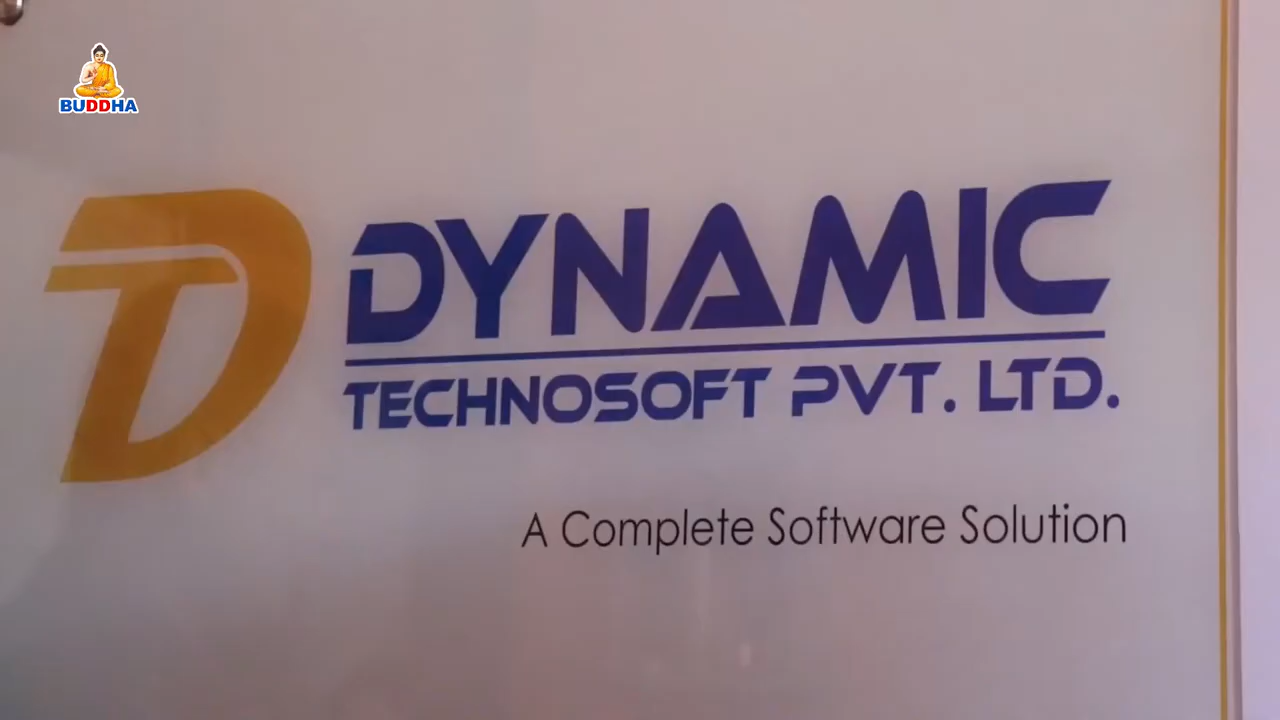 BUDDHA
DYNAMIC
TECHNOSOFT PVT. LTD.
A Complete Software Solution